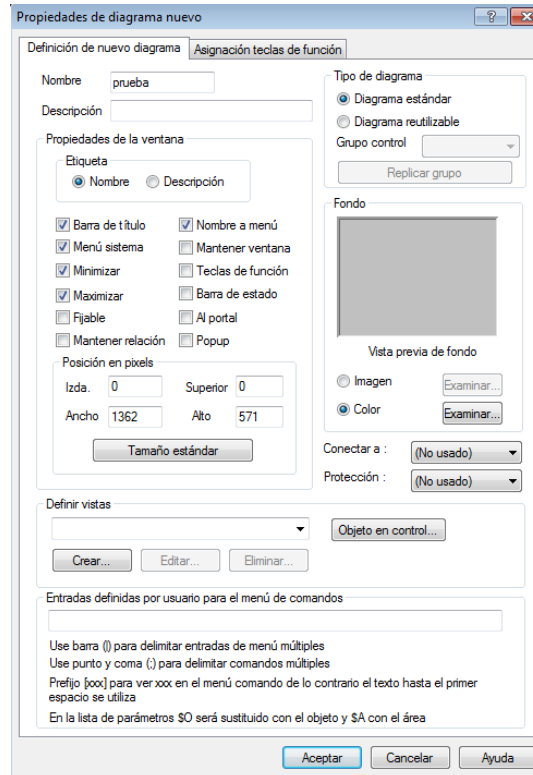 Propiedades de diagrama nuevo
Definición de nuevo diagrama
Asignación teclas de función
Nombre
prueba
Descripción
Propiedades de la ventana
Etiqueta
Nombre
Descripción
Barra de título
Nombre a menú
Menú sistema
Mantener ventana
Minimizar
Teclas de función
Maximizar
Barra de estado
Fijable
Al portal
Mantener relación
Popup
Posición en pixels
Izda.
0
Superior
0
Ancho
1362
Alto
571
Tamaño estándar
Tipo de diagrama
Diagrama estándar
Diagrama reutilizable
Grupo control
Replicar grupo
Fondo
Vista previa de fondo
Imagen
Examinar...
Color
Examinar...
Conectar a :
(No usado)
Protección :
(No usado)
Definir vistas
Objeto en control...
Crear...
Editar...
Eliminar...
Entradas definidas por usuario para el menú de comandos
Use barra (|) para delimitar entradas de menú múltiples
Use punto y coma (;) para delimitar comandos múltiples
Prefijo [xxx] para ver xxx en el menú comando de lo contrario el texto hasta el primer
espacio se utiliza
En la lista de parámetros $O será sustituido con el objeto y $A con el área
Aceptar
Cancelar
Ayuda